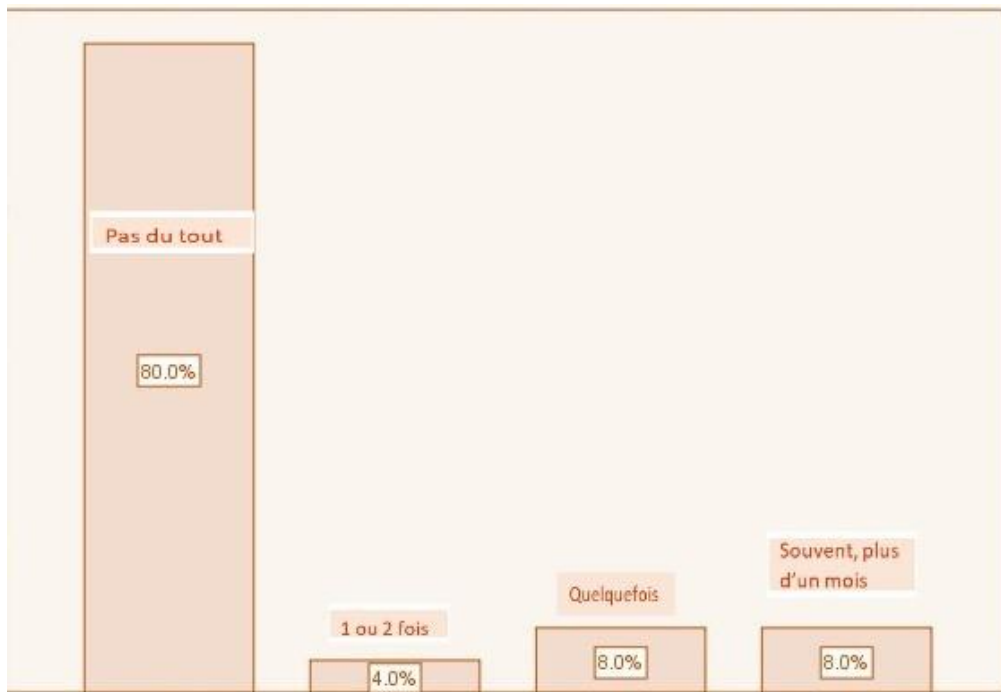 Pas du tout
80.0%
1 ou 2 fois
4.0%
Quelquefois
8.0%
Souvent, plus
d'un mois
8.0%